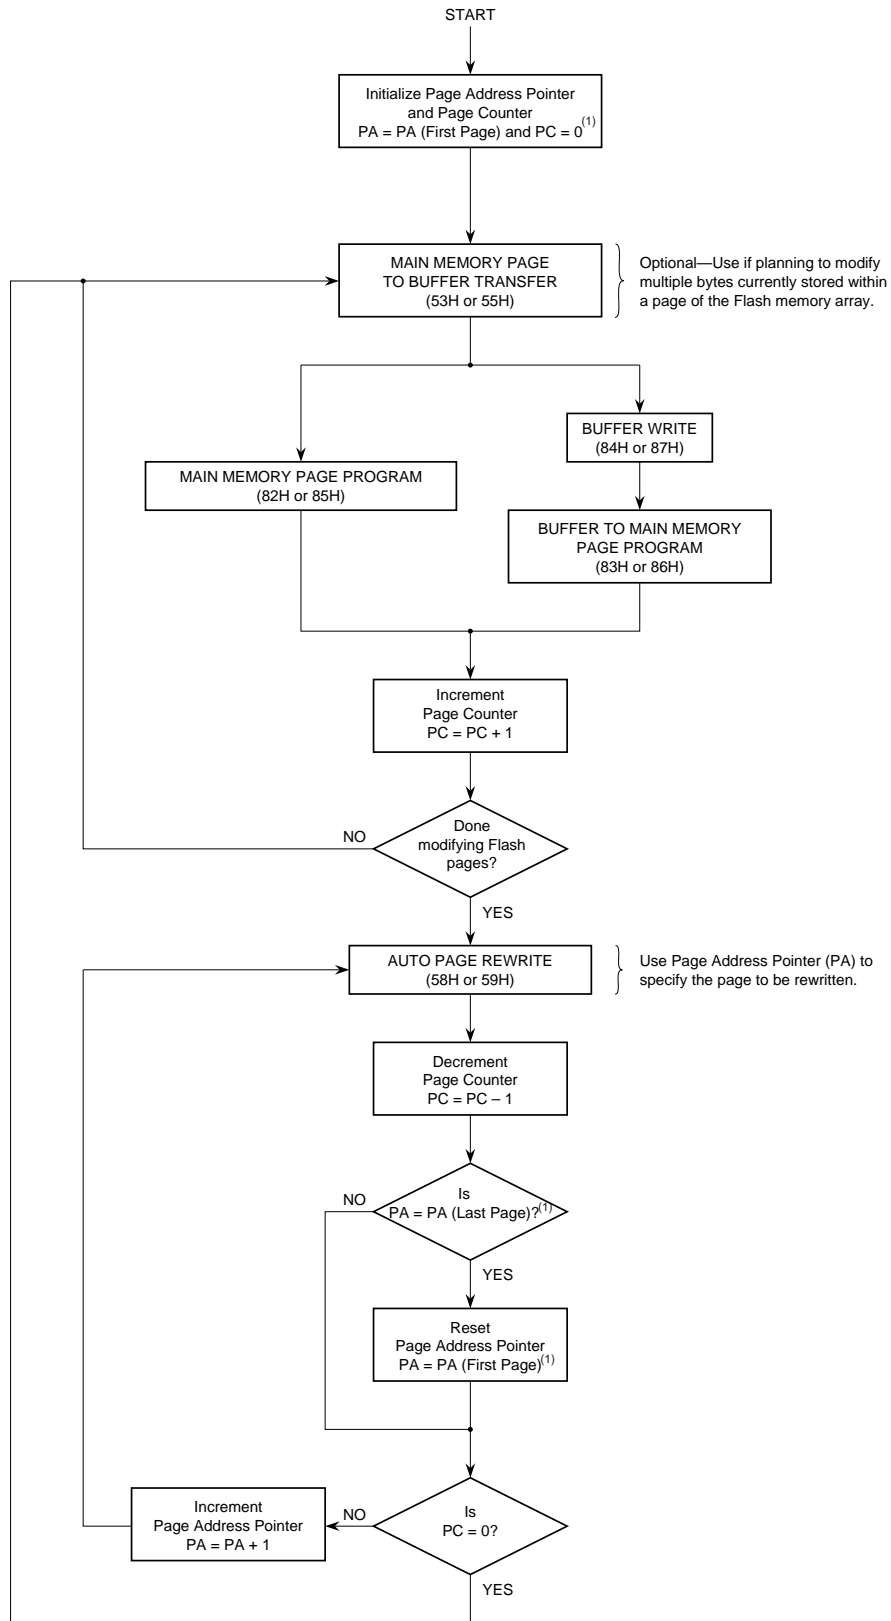 START
Initialize Page Address Pointer
and Page Counter
PA = PA (First Page) and PC = 0(1)
MAIN MEMORY PAGE
TO BUFFER TRANSFER
(53H or 55H)
Optional—Use if planning to modify
multiple bytes currently stored within
a page of the Flash memory array.
BUFFER WRITE
(84H or 87H)
MAIN MEMORY PAGE PROGRAM
(82H or 85H)
BUFFER TO MAIN MEMORY
PAGE PROGRAM
(83H or 86H)
Increment
Page Counter
PC = PC + 1
Done
modifying Flash
pages?
NO
YES
AUTO PAGE REWRITE
(58H or 59H)
Use Page Address Pointer (PA) to
specify the page to be rewritten.
Decrement
Page Counter
PC = PC – 1
Is
PA = PA (Last Page)?(1)
NO
YES
Reset
Page Address Pointer
PA = PA (First Page)(1)
Increment
Page Address Pointer
PA = PA + 1
NO
Is
PC = 0?
YES